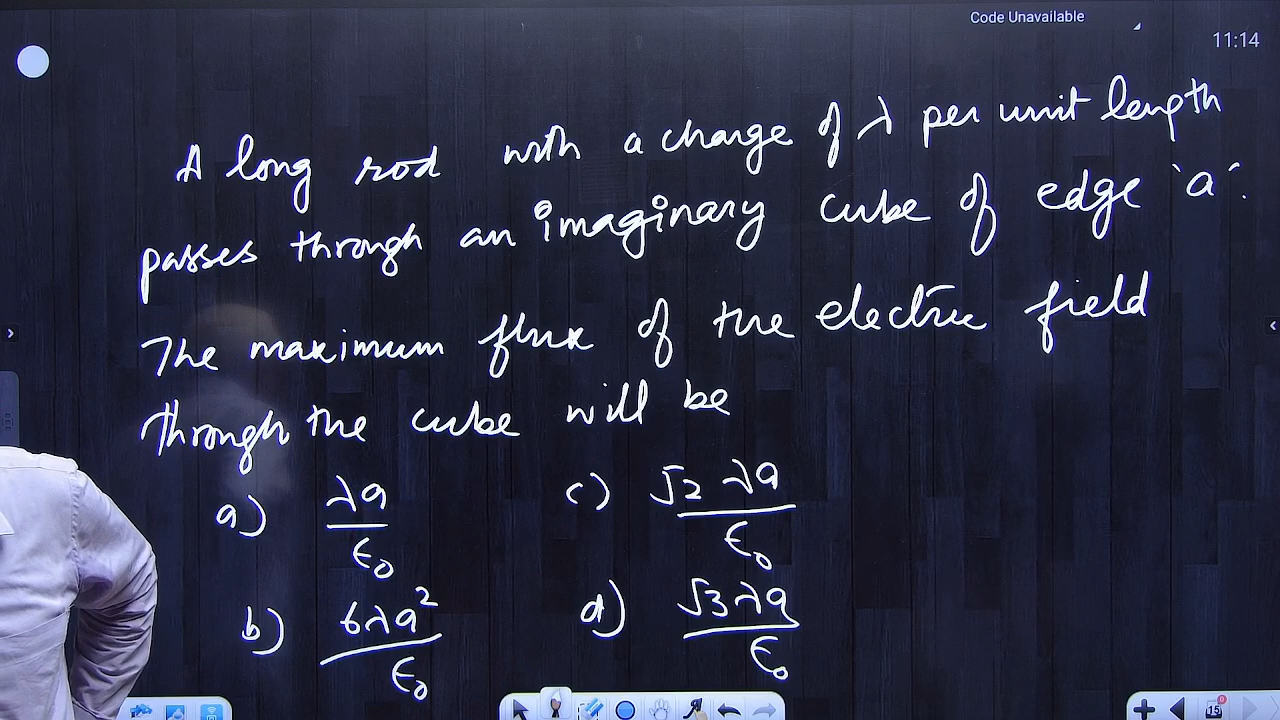 Code Unavailable
11:14
A long rod with a charge of λ per unit length
passes through an imaginary cube of edge 'a'.
The maximum flux of the electric field
through the cube will be
a) λa/ε₀
c) √2 λa/ε₀
b) 6λa²/ε₀
d) √3 λa/ε₀
15